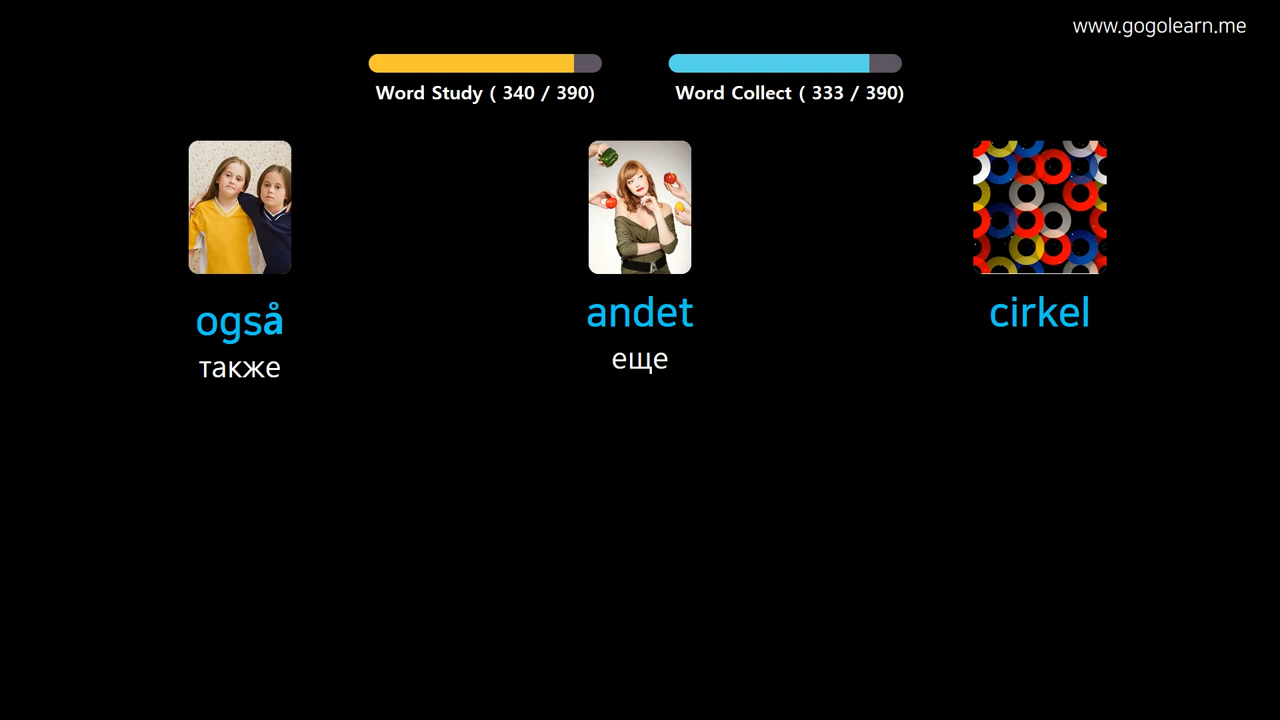 www.gogolearn.me
Word Study ( 340 / 390)
Word Collect ( 333 / 390)
også
также
andet
еще
cirkel